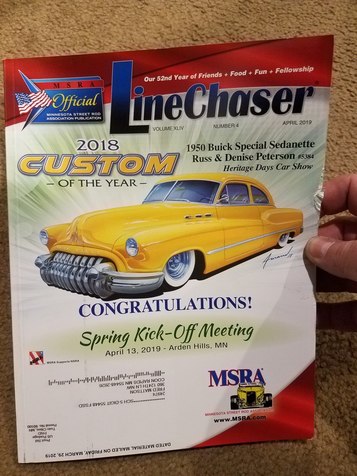 Our 52nd Year of Friends + Food + Fun + Fellowship
MSRA
Official
MINNESOTA STREET ROD
ASSOCIATION PUBLICATION
LineChaser
VOLUME XLIV
NUMBER 4
APRIL 2019
2018
CUSTOM
– OF THE YEAR –
1950 Buick Special Sedanette
Russ & Denise Peterson #5384
Heritage Days Car Show
CONGRATULATIONS!
Spring Kick-Off Meeting
April 13, 2019 - Arden Hills, MN
MSRA Supports NSRA
DATED MATERIAL MAILED ON FRIDAY, MARCH 29, 2019
MSRA
MINNESOTA STREET ROD
www.msra.com